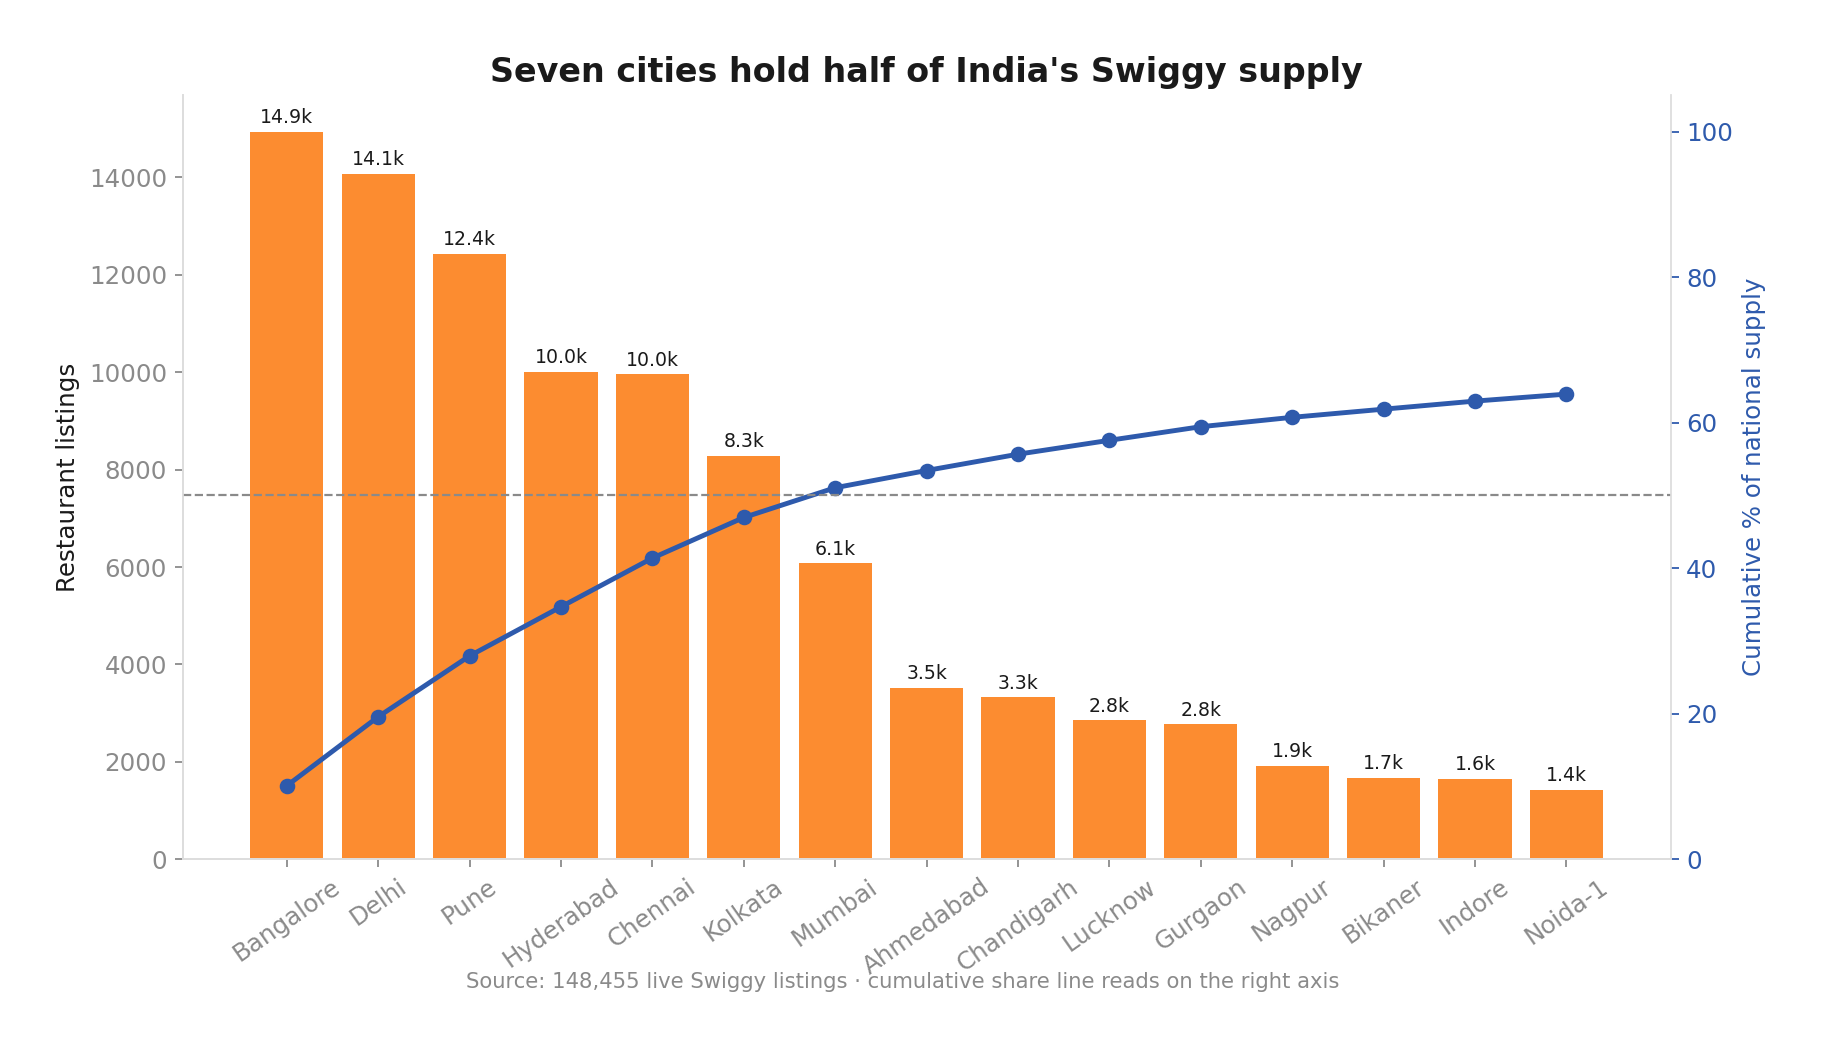 Seven cities hold half of India's Swiggy supply
Restaurant listings
14000
12000
10000
8000
6000
4000
2000
0
14.9k
14.1k
12.4k
10.0k
10.0k
8.3k
6.1k
3.5k
3.3k
2.8k
2.8k
1.9k
1.7k
1.6k
1.4k
100
80
60
40
20
0
Cumulative % of national supply
Bangalore
Delhi
Pune
Hyderabad
Chennai
Kolkata
Mumbai
Ahmedabad
Chandigarh
Lucknow
Gurgaon
Nagpur
Bikaner
Indore
Noida-1
Source: 148,455 live Swiggy listings · cumulative share line reads on the right axis